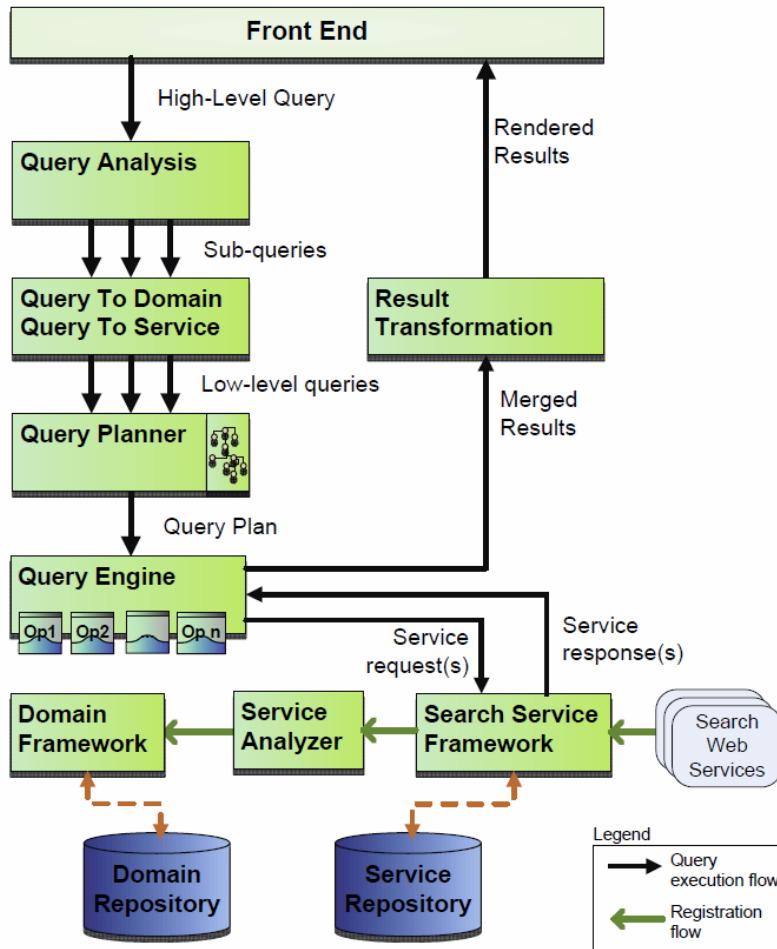 Front End
High-Level Query
Rendered
Results
Query Analysis
Sub-queries
Query To Domain
Query To Service
Result
Transformation
Low-level queries
Merged
Results
Query Planner
Query Plan
Query Engine
Op1
Op2
...
Op n
Service
request(s)
Service
response(s)
Domain
Framework
Service
Analyzer
Search Service
Framework
Search
Web
Services
Domain
Repository
Service
Repository
Legend
Query
execution flow
Registration
flow